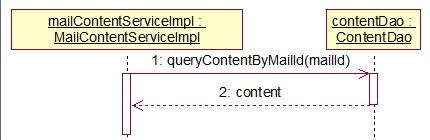 mailContentServiceImpl :
MailContentServiceImpl
contentDao :
ContentDao
1: queryContentByMailId(mailId)
2: content